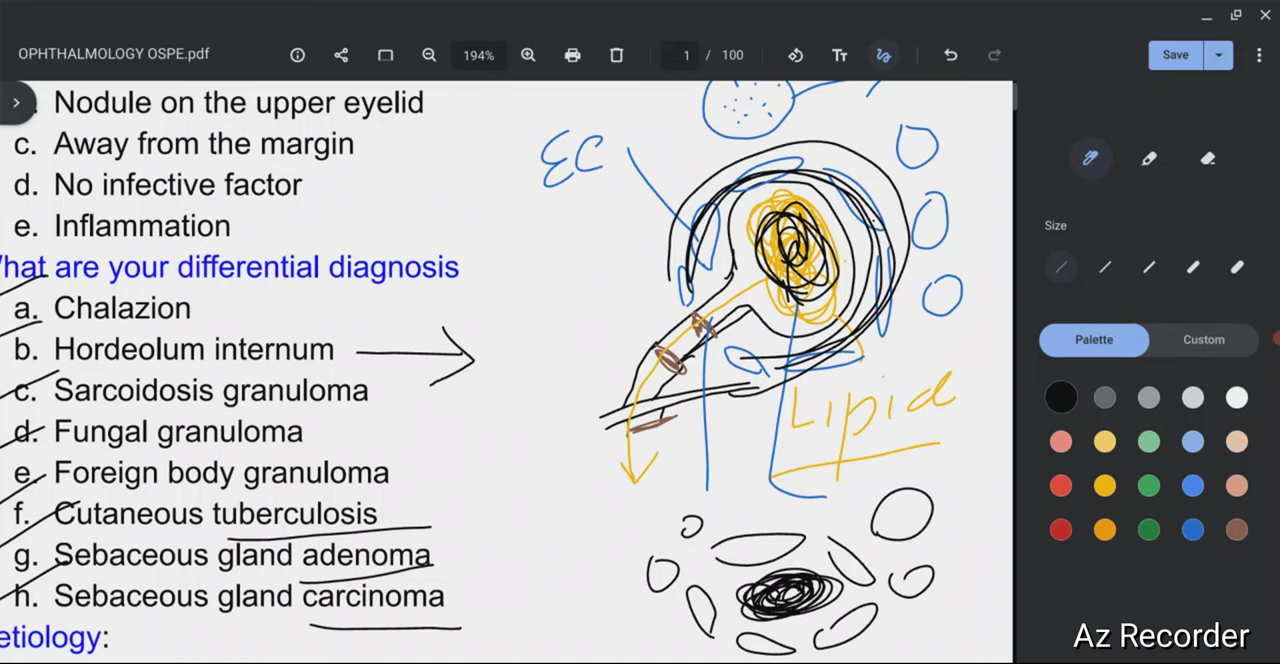 OPHTHALMOLOGY OSPE.pdf
194%
1 / 100
Save
Nodule on the upper eyelid
c. Away from the margin
d. No infective factor
e. Inflammation
What are your differential diagnosis
a. Chalazion
b. Hordeolum internum
c. Sarcoidosis granuloma
d. Fungal granuloma
e. Foreign body granuloma
f. Cutaneous tuberculosis
g. Sebaceous gland adenoma
h. Sebaceous gland carcinoma
etiology:
EC
Lipid
Size
Palette
Custom
Az Recorder